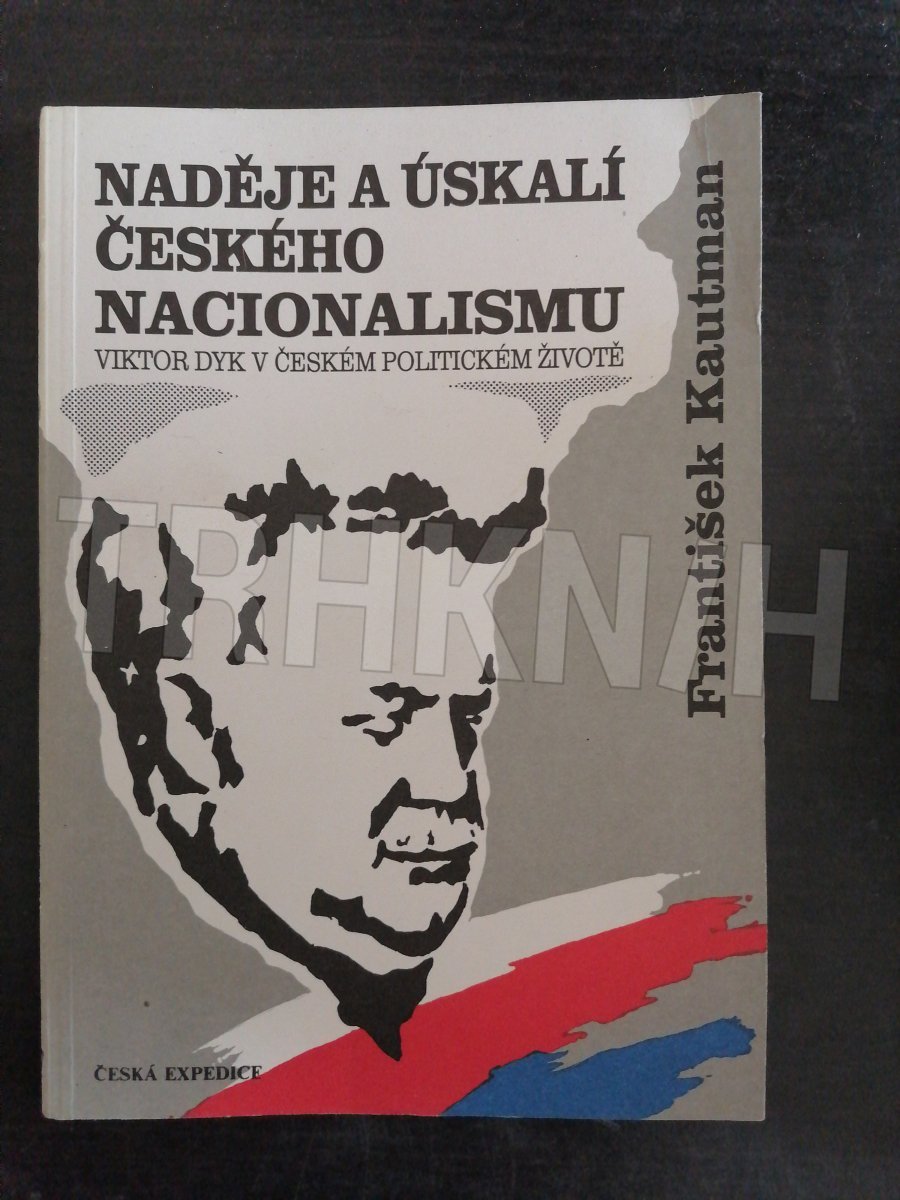 NADĚJE A ÚSKALÍ
ČESKÉHO
NACIONALISMU
VIKTOR DYK V ČESKÉM POLITICKÉM ŽIVOTĚ
František Kautman
TRHKNIH
ČESKÁ EXPEDICE